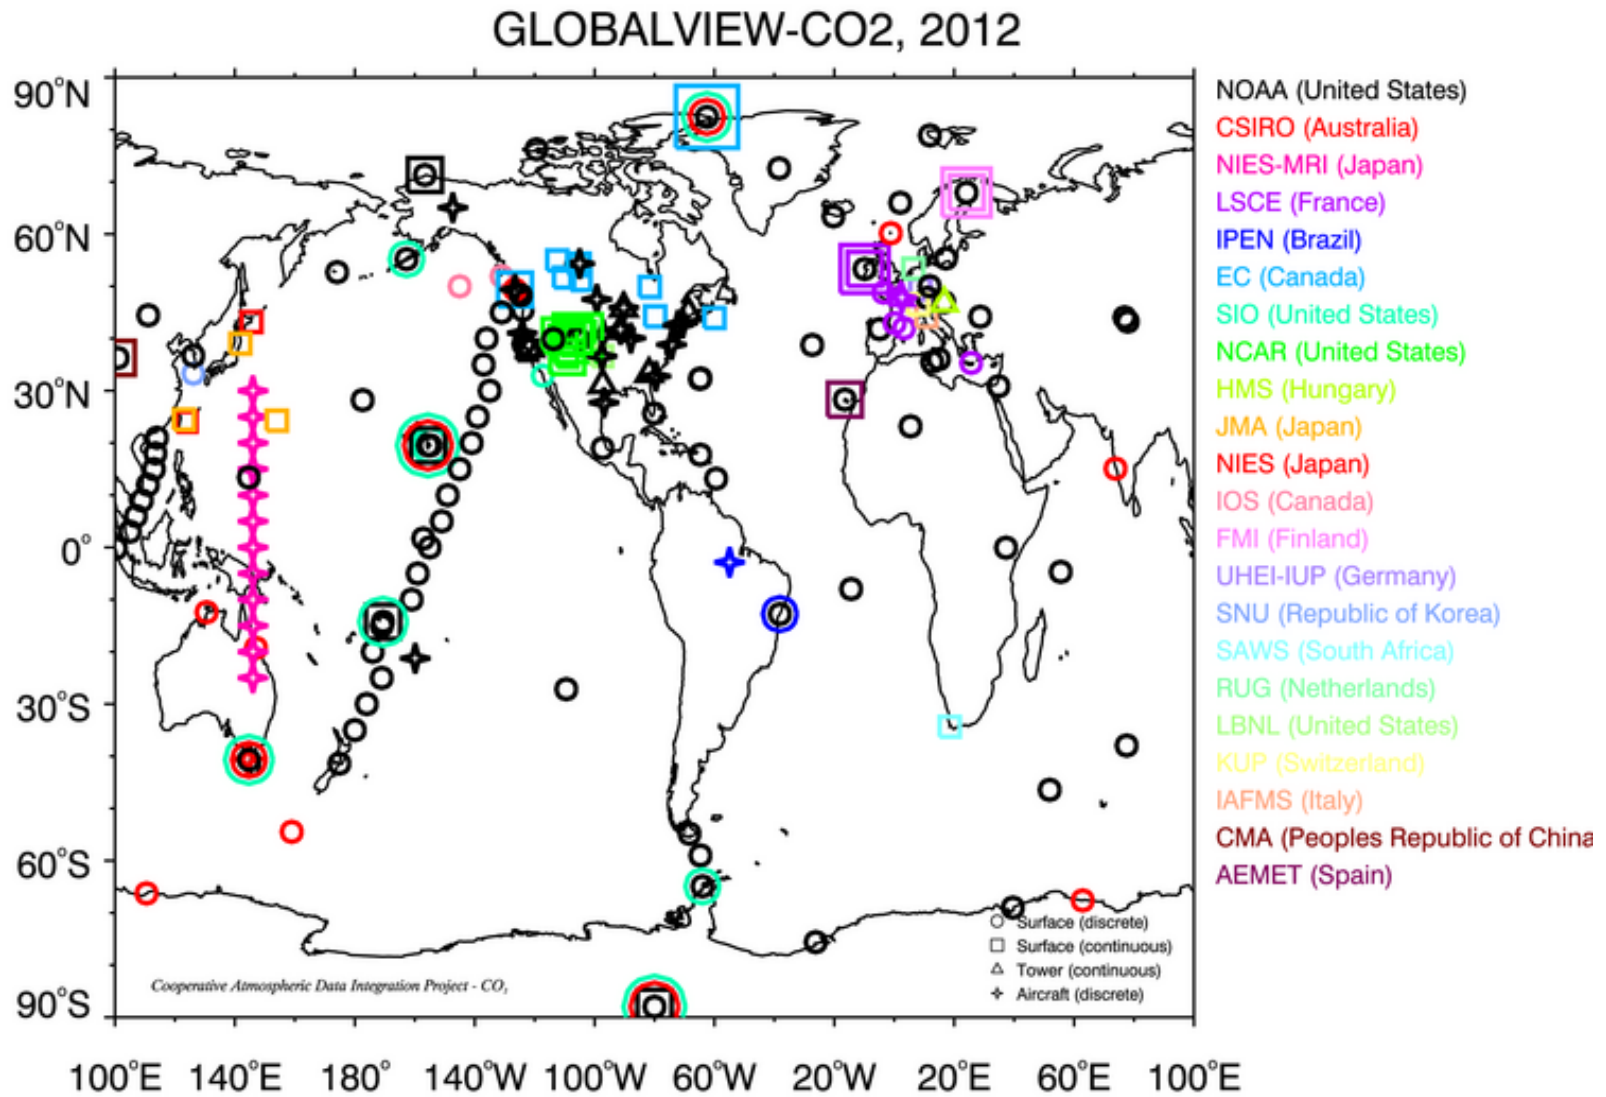 GLOBALVIEW-CO2, 2012
90°N
60°N
30°N
0°
30°S
60°S
90°S
100°E 140°E 180° 140°W 100°W 60°W 20°W 20°E 60°E 100°E
NOAA (United States)
CSIRO (Australia)
NIES-MRI (Japan)
LSCE (France)
IPEN (Brazil)
EC (Canada)
SIO (United States)
NCAR (United States)
HMS (Hungary)
JMA (Japan)
NIES (Japan)
IOS (Canada)
FMI (Finland)
UHEI-IUP (Germany)
SNU (Republic of Korea)
SAWS (South Africa)
RUG (Netherlands)
LBNL (United States)
KUP (Switzerland)
IAFMS (Italy)
CMA (Peoples Republic of China
AEMET (Spain)
Surface (discrete)
Surface (continuous)
Tower (continuous)
Aircraft (discrete)
Cooperative Atmospheric Data Integration Project - CO₂